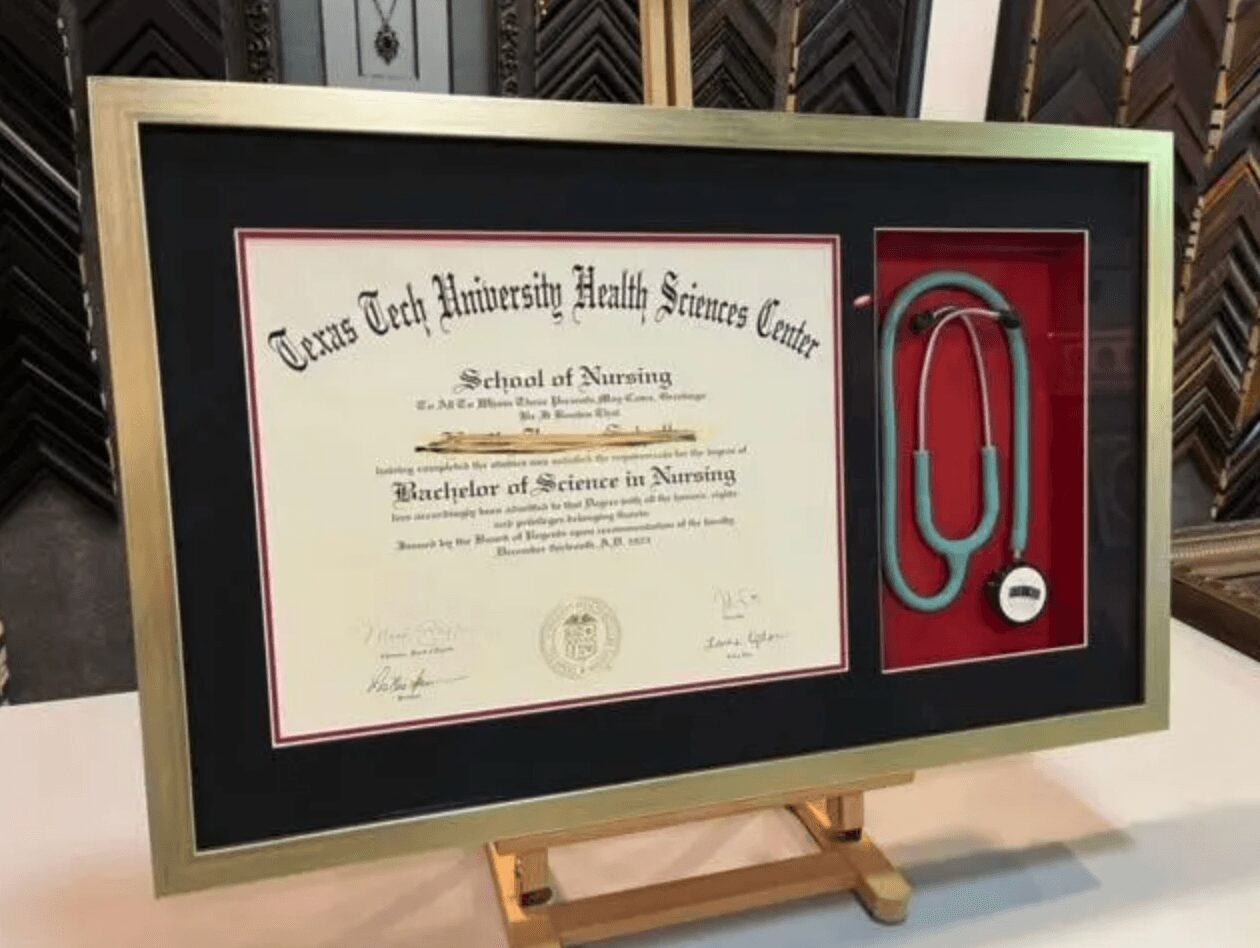 Texas Tech University Health Sciences Center
School of Nursing
To All To Whom These Presents May Come, Greetings
Be It Known That
having completed the studies and satisfied the requirements for the degree of
Bachelor of Science in Nursing
has accordingly been admitted to that Degree with all the honors, rights
and privileges belonging thereto
Issued by the Board of Regents upon recommendation of the faculty
December A.D.